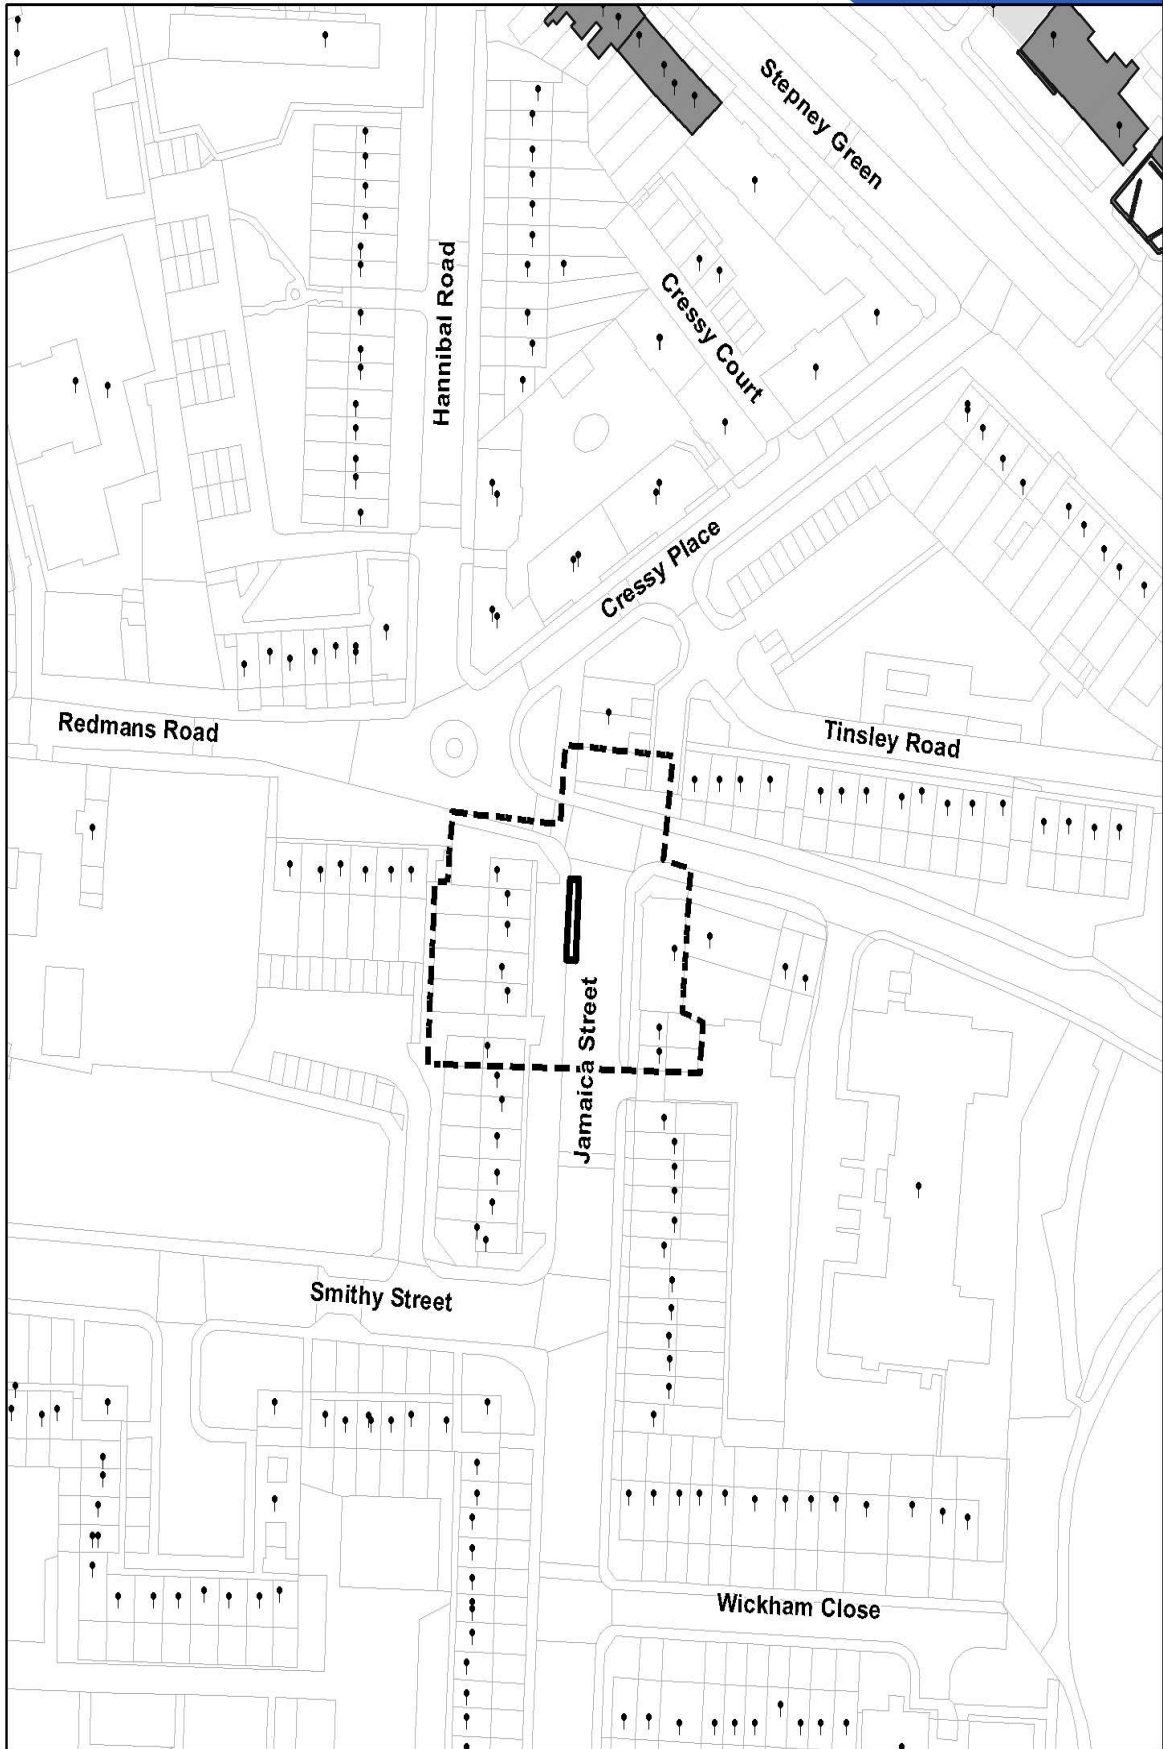 Stepney Green
Hannibal Road
Cressy Court
Cressy Place
Redmans Road
Tinsley Road
Jamaica Street
Smithy Street
Wickham Close